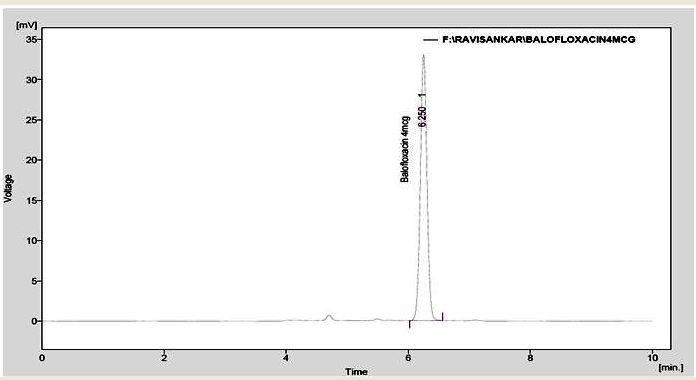 [mV]
F:\RAVISANKAR\BALOFLOXACIN4MCG
35
30
25
20
15
10
5
0
Voltage
Balofloxacin 4mcg
6.250 1
0 2 4 6 8 10
Time
[min.]